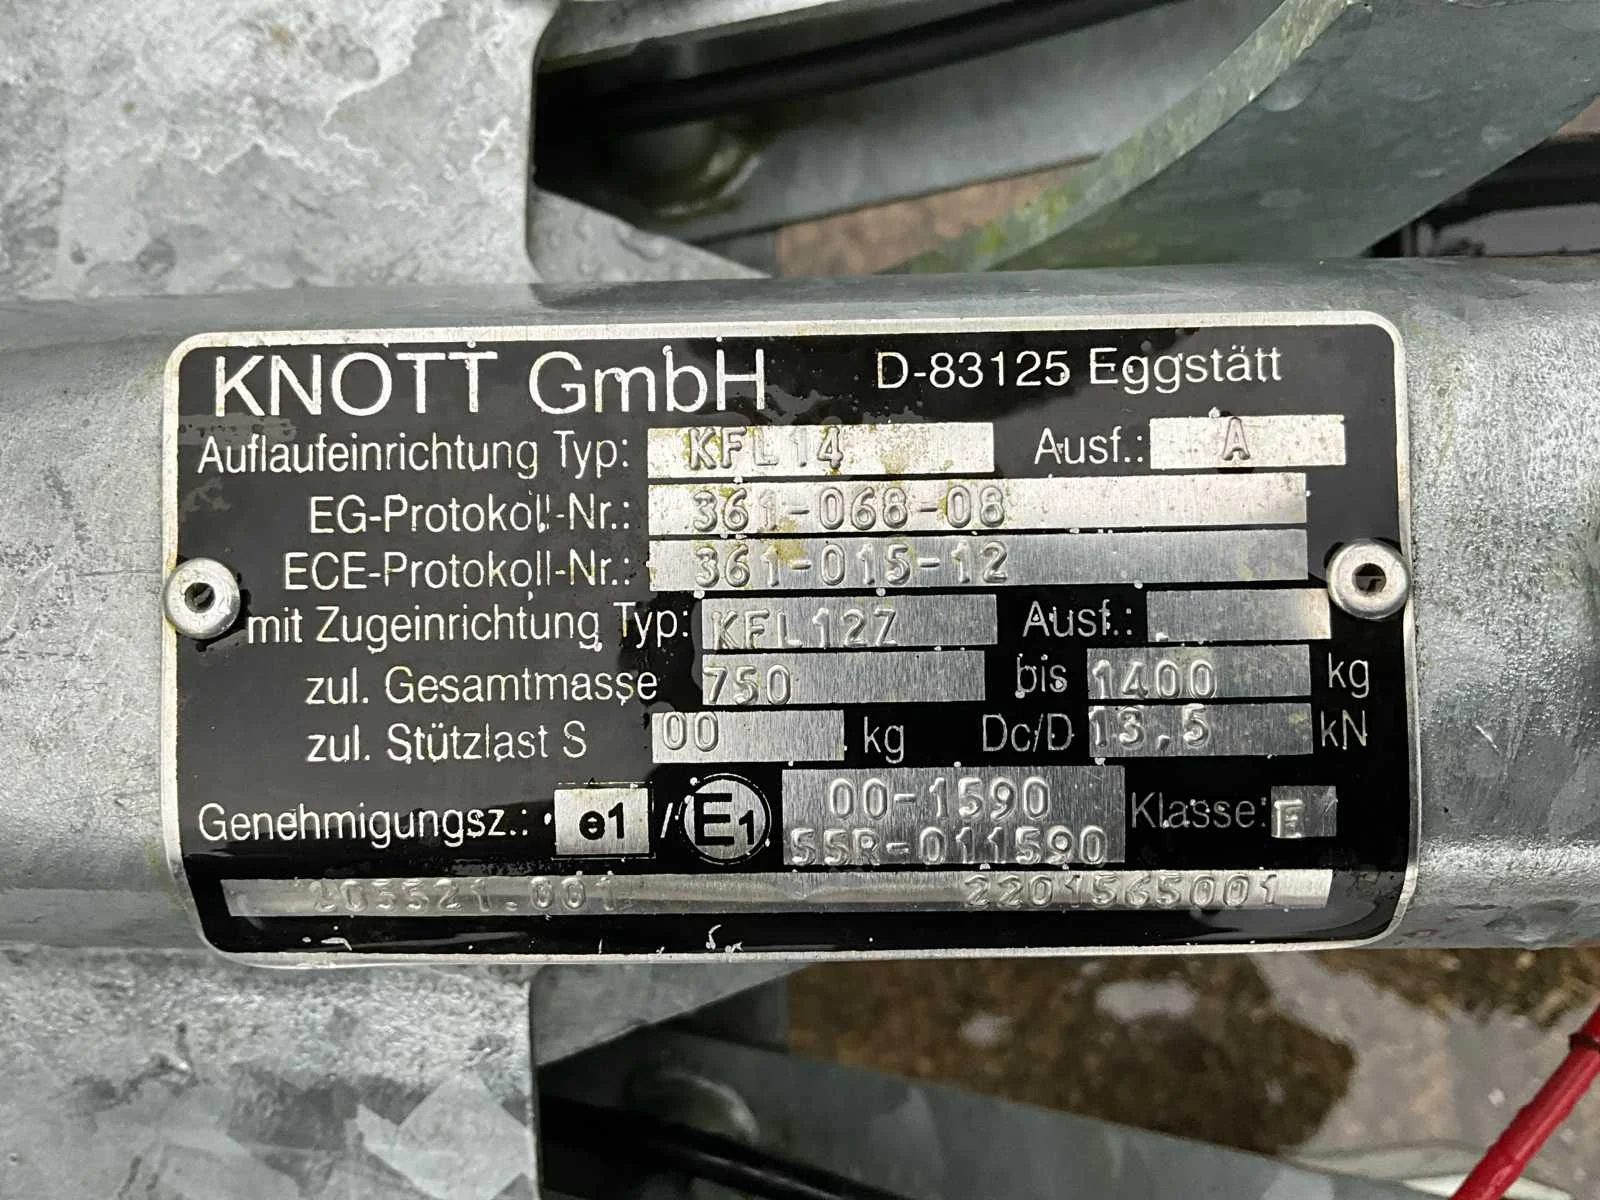 KNOTT GmbH D-83125 Eggstätt
Auflaufeinrichtung Typ: KFL14 Ausf.: A
EG-Protokoll-Nr.: 361-068-08
ECE-Protokoll-Nr.: 361-015-12
mit Zugeinrichtung Typ: KFL12Z Ausf.:
zul. Gesamtmasse 750 bis 1400 kg
zul. Stützlast S 00 kg Dc/D 13,5 kN
Genehmigungsz.: e1 / E1 00-1590 Klasse: E
55R-011590
2201565001